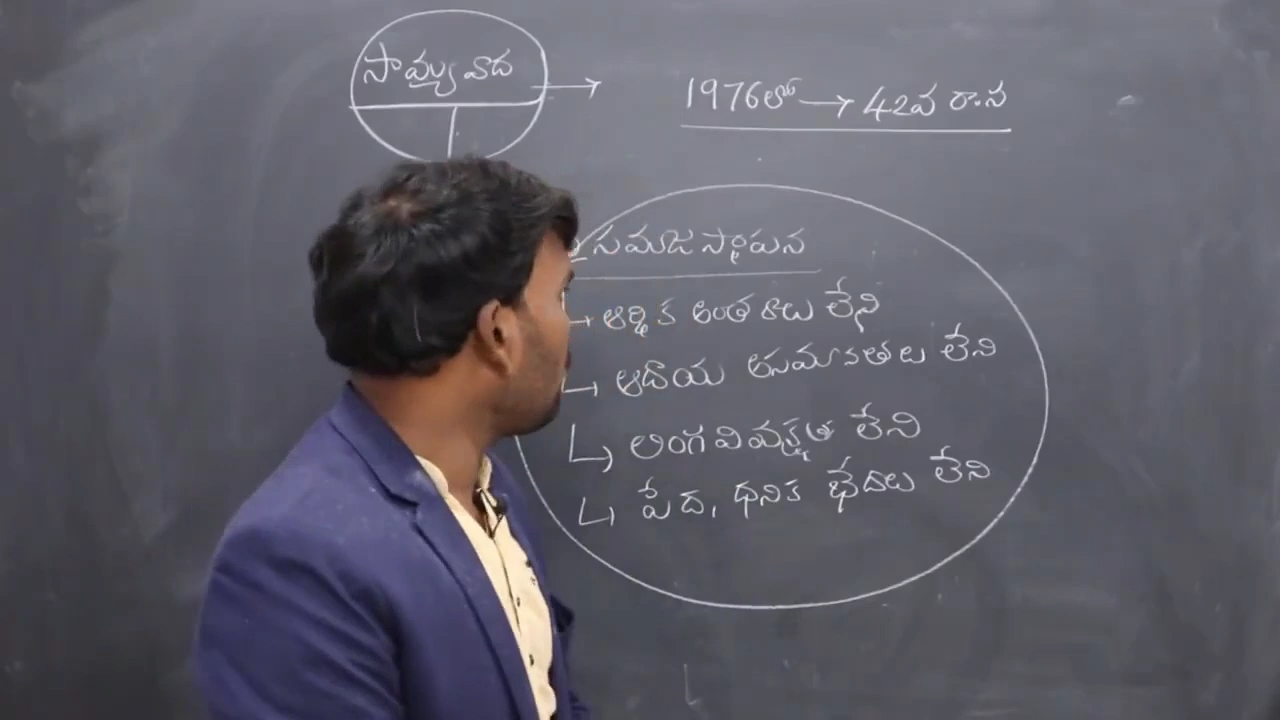 సామ్యవాద
1976లో → 42వ రా.స
సమాజ స్థాపన
→ ఆర్థిక అంతరాలు లేని
→ ఆదాయ అసమానతలు లేని
↳ లింగ వివక్షత లేని
↳ పేద, ధనిక భేదాలు లేని